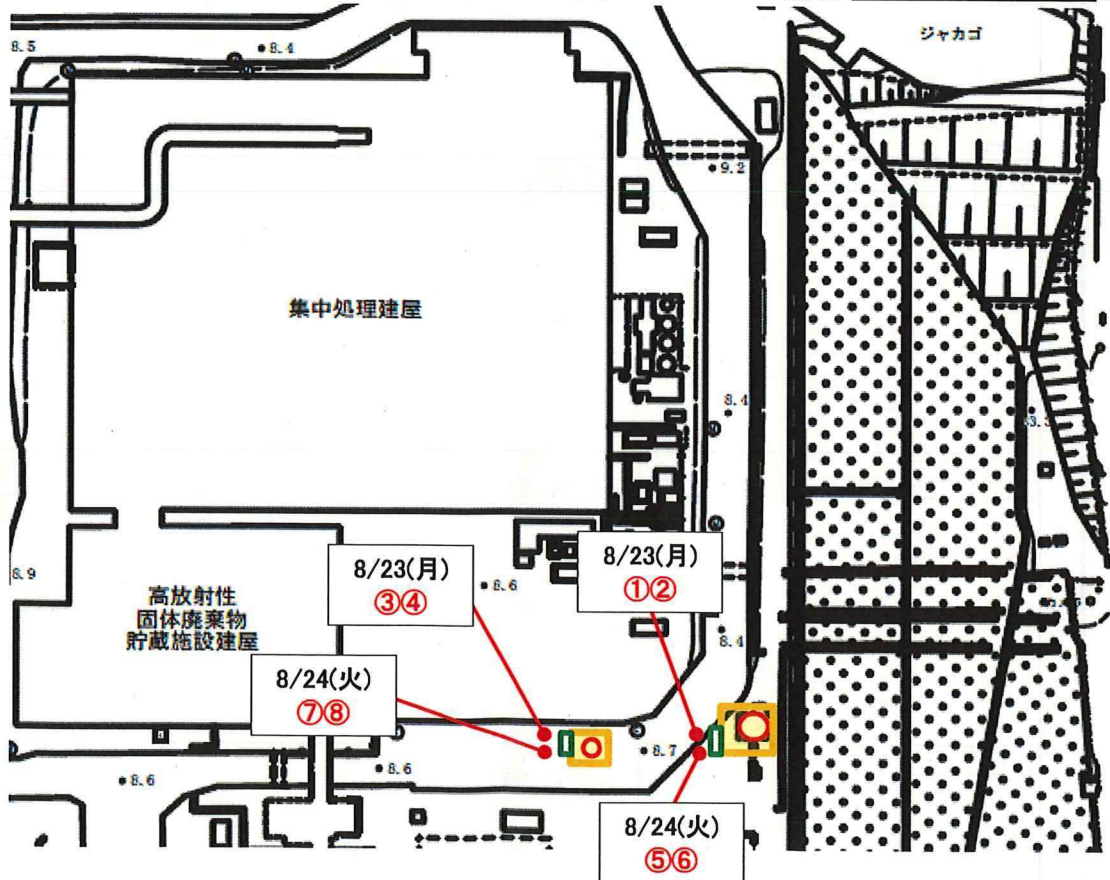 8.5
8.4
ジャカゴ
9.2
集中処理建屋
8.4
8.9
高放射性
固体廃棄物
貯蔵施設建屋
8/23(月)
③④
8.6
8/23(月)
①②
8.4
8/24(火)
⑦⑧
8.7
8.6
8.6
8/24(火)
⑤⑥